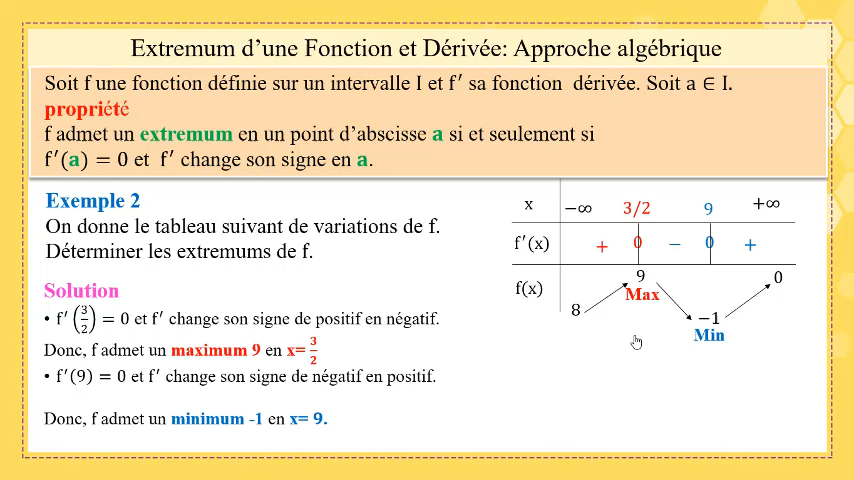 Extremum d'une Fonction et Dérivée: Approche algébrique
Soit f une fonction définie sur un intervalle I et f′ sa fonction dérivée. Soit a ∈ I.
propriété
f admet un extremum en un point d'abscisse a si et seulement si
f′(a) = 0 et f′ change son signe en a.
Exemple 2
On donne le tableau suivant de variations de f.
Déterminer les extremums de f.
Solution
• f′(3/2) = 0 et f′ change son signe de positif en négatif.
Donc, f admet un maximum 9 en x= 3/2
• f′(9) = 0 et f′ change son signe de négatif en positif.
Donc, f admet un minimum -1 en x= 9.
x −∞ 3/2 9 +∞
f′(x) + 0 − 0 +
f(x) 8 9 −1 0
Max
Min